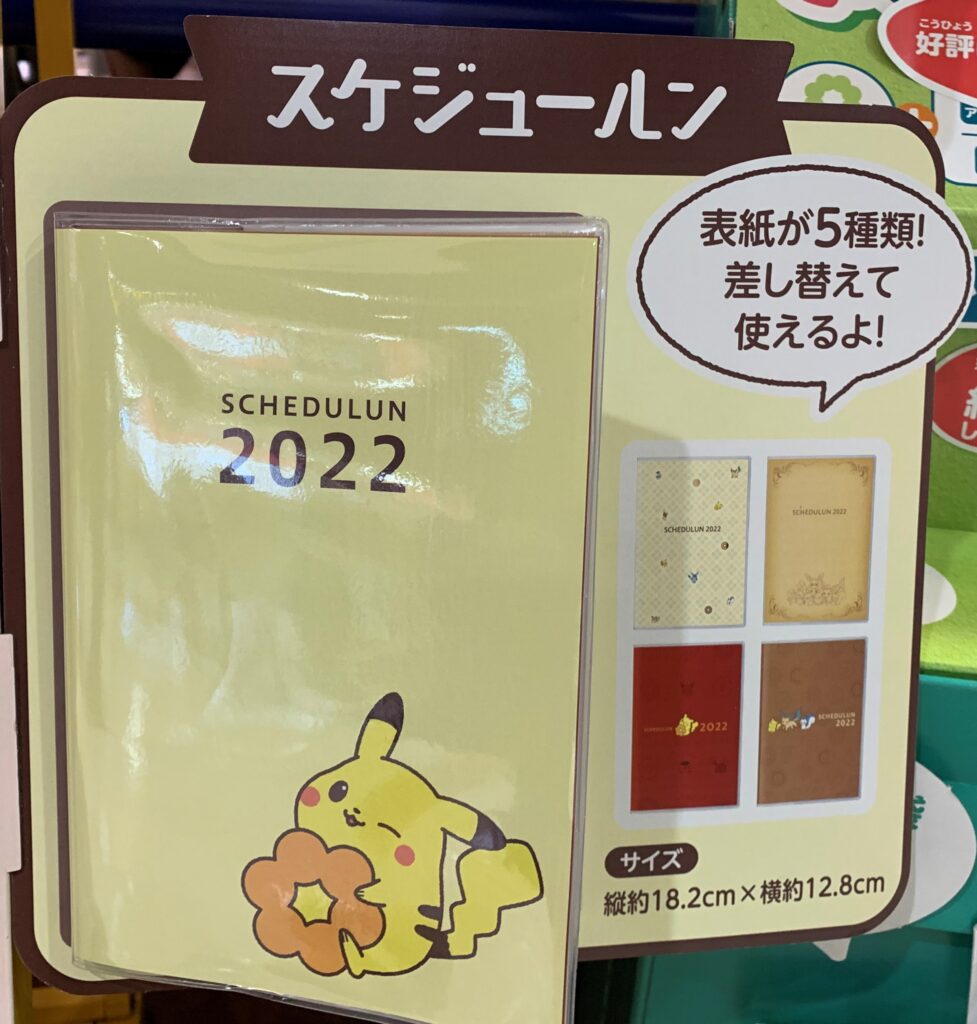 スケジュールン
こうひょう
好評
表紙が5種類!
差し替えて
使えるよ!
SCHEDULUN
2022
SCHEDULUN 2022
SCHEDULUN 2022
SCHEDULUN 2022
SCHEDULUN
2022
サイズ
縦約18.2cm×横約12.8cm